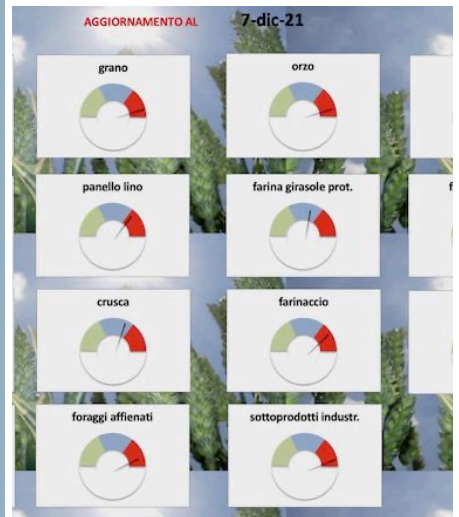 AGGIORNAMENTO AL 7-dic-21
grano
orzo
panello lino
farina girasole prot.
crusca
farinaccio
foraggi affienati
sottoprodotti industr.